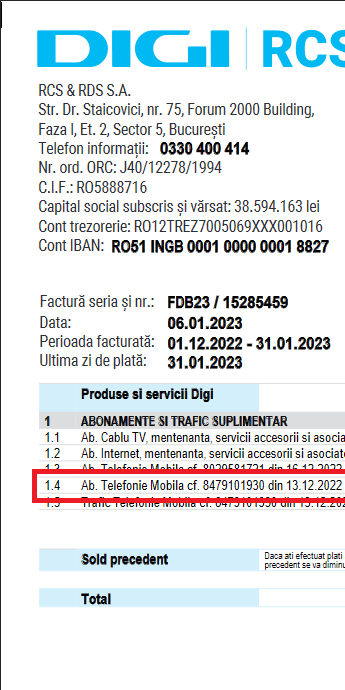 DIGI | RCS
RCS & RDS S.A.
Str. Dr. Staicovici, nr. 75, Forum 2000 Building,
Faza I, Et. 2, Sector 5, București
Telefon informații: 0330 400 414
Nr. ord. ORC: J40/12278/1994
C.I.F.: RO5888716
Capital social subscris și vărsat: 38.594.163 lei
Cont trezorerie: RO12TREZ7005069XXX001016
Cont IBAN: RO51 INGB 0001 0000 0001 8827
Factură seria și nr.: FDB23 / 15285459
Data: 06.01.2023
Perioada facturată: 01.12.2022 - 31.01.2023
Ultima zi de plată: 31.01.2023
Produse si servicii Digi
1 ABONAMENTE SI TRAFIC SUPLIMENTAR
1.1 Ab. Cablu TV, mentenanta, servicii accesorii si asocia
1.2 Ab. Internet, mentenanta, servicii accesorii si asociate
1.3 Ab. Telefonie Mobila cf. 8029581721 din 16.12.2022
1.4 Ab. Telefonie Mobila cf. 8479101930 din 13.12.2022
1.5 Trafic Telefonie Mobila cf. 8479101930 din 13.12.202
Sold precedent
Daca ati efectuat plati
precedent se va diminu
Total